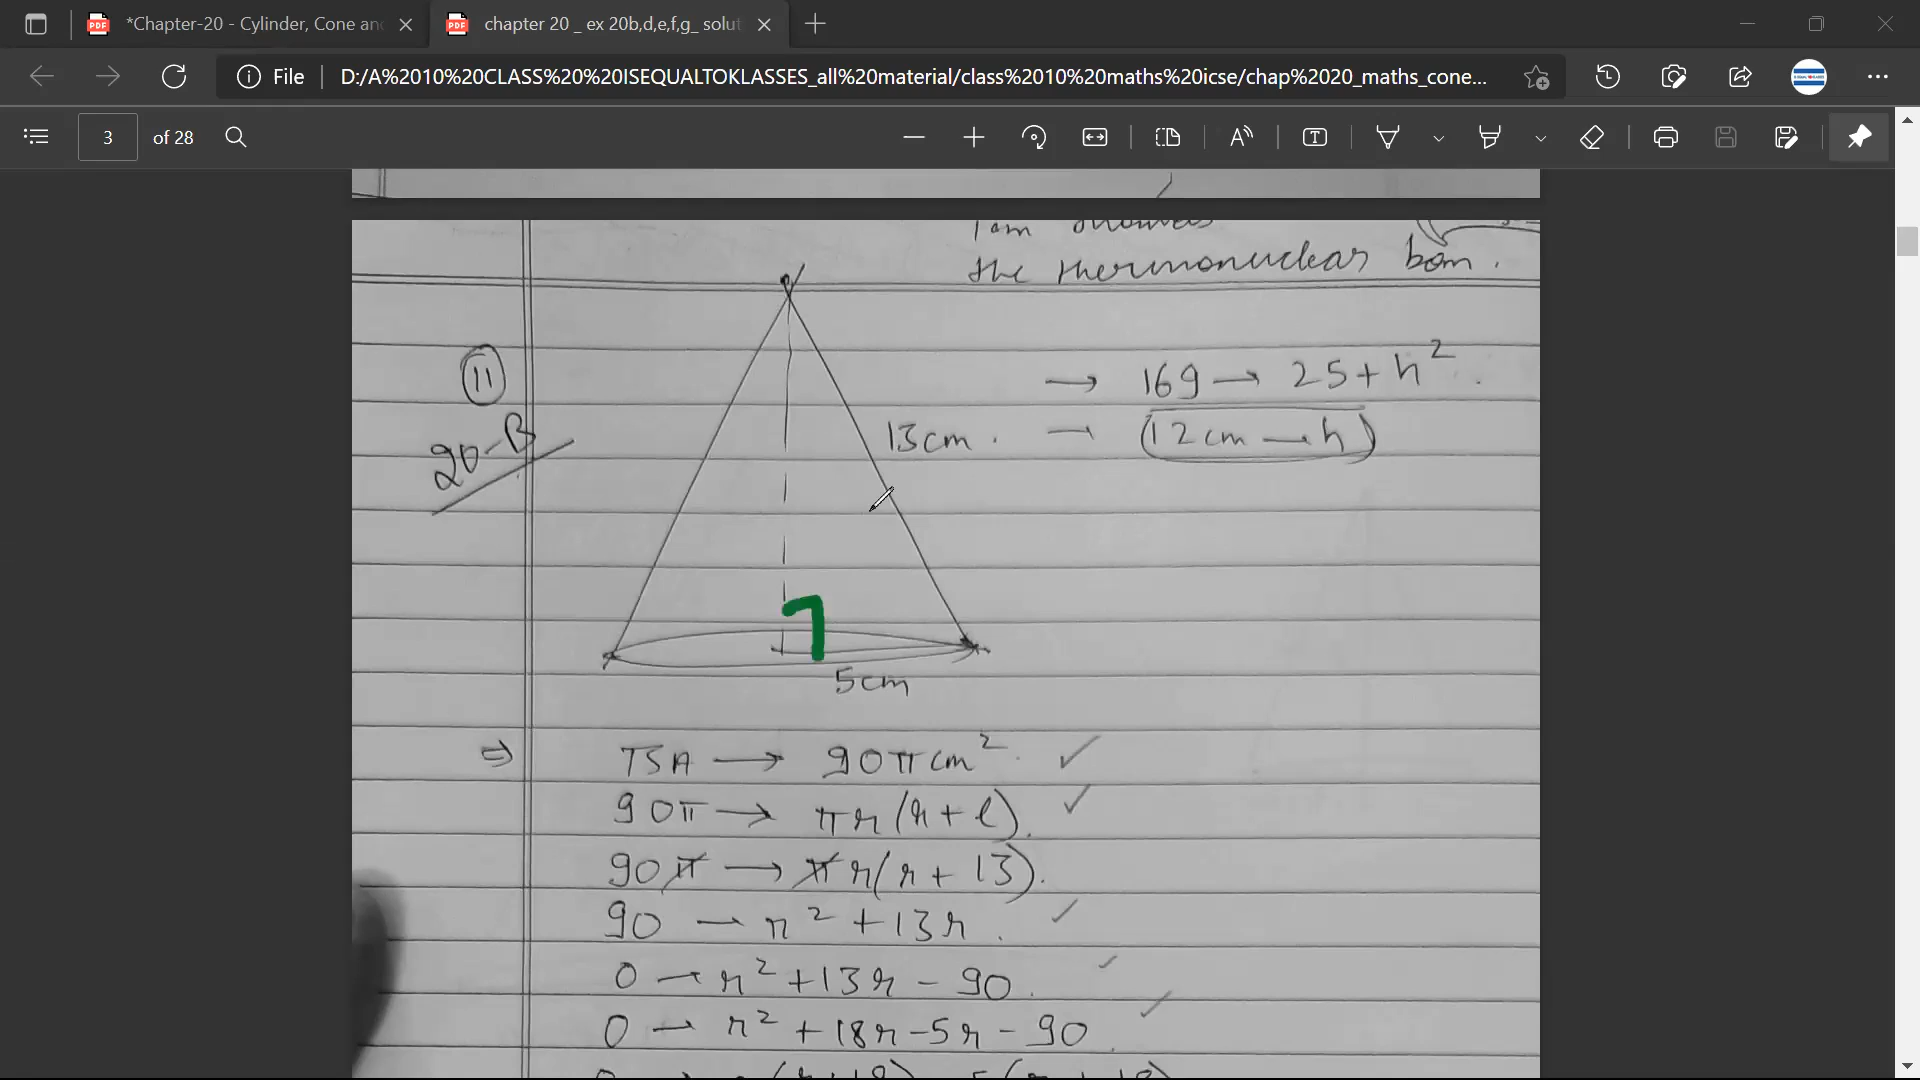 *Chapter-20 - Cylinder, Cone and
chapter 20 _ ex 20b,d,e,f,g_ solut
File
D:/A%2010%20CLASS%20%20ISEQUALTOKLASSES_all%20material/class%2010%20maths%20icse/chap%2020_maths_cone...
3 of 28
I am
the thermonuclear bom.
11
20-B
→ 169 → 25 + h²
13cm. → (12cm → h)
5cm
⇒ TSA → 90π cm². ✓
90π → πr(r + l). ✓
90π → πr(r + 13).
90 → r² + 13r. ✓
0 → r² + 13r - 90. ✓
0 → r² + 18r - 5r - 90 ✓